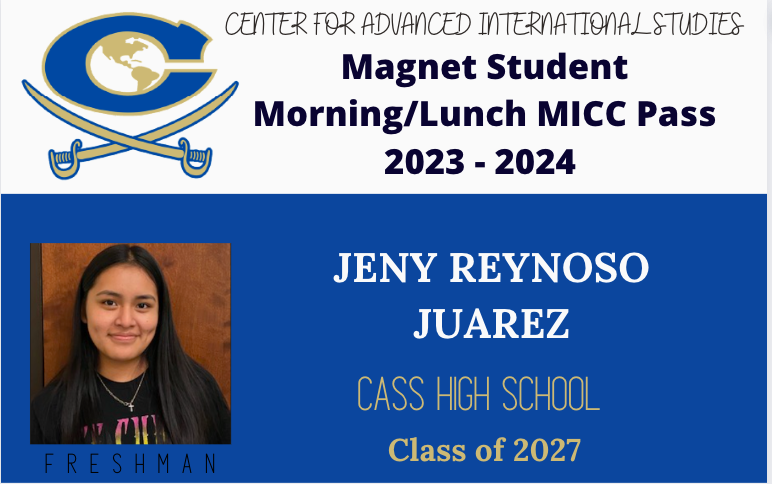 CENTER FOR ADVANCED INTERNATIONAL STUDIES
Magnet Student
Morning/Lunch MICC Pass
2023 - 2024
JENY REYNOSO
JUAREZ
CASS HIGH SCHOOL
Class of 2027
FRESHMAN